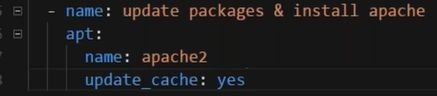 - name: update packages & install apache
apt:
name: apache2
update_cache: yes